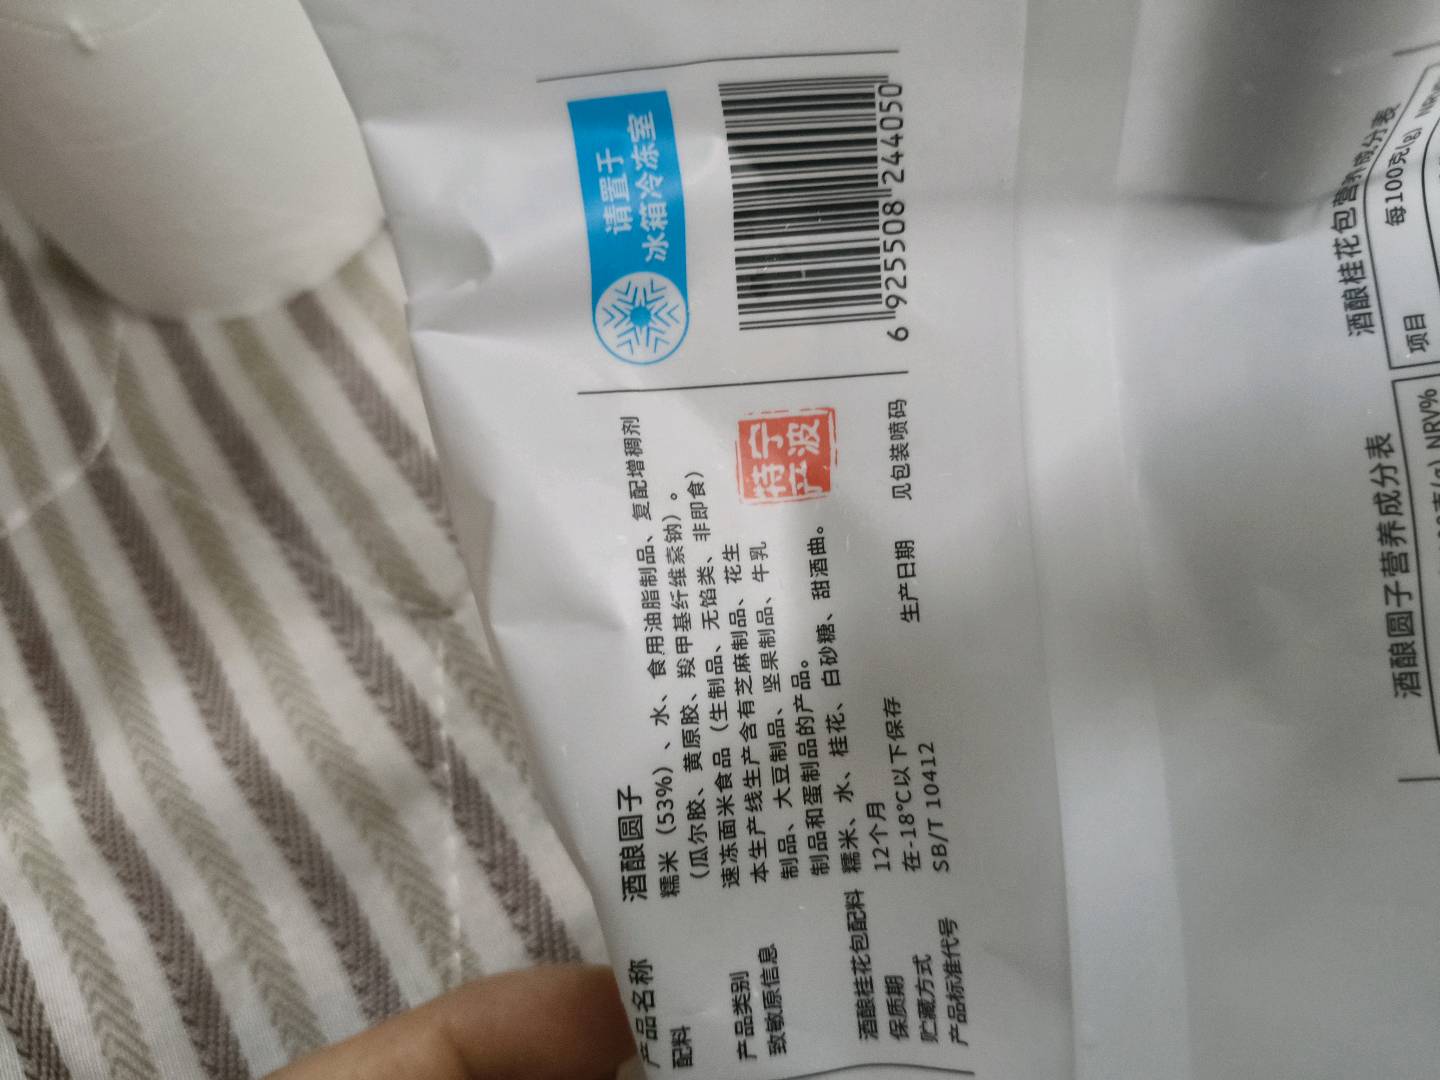 产品名称 酒酿圆子
配料 糯米（53%）、水、食用油脂制品、复配增稠剂
（瓜尔胶、黄原胶、羧甲基纤维素钠）。
产品类别 速冻面米食品（生制品、无馅类、非即食）
致敏原信息 本生产线生产含有芝麻制品、花生
制品、大豆制品、坚果制品、牛乳
制品和蛋制品的产品。
酒酿桂花包配料 糯米、水、桂花、白砂糖、甜酒曲。
保质期 12个月
贮藏方式 在-18℃以下保存
产品标准代号 SB/T 10412
生产日期 见包装喷码
宁波
特产
请置于
冰箱冷冻室
6 925508 244050
酒酿圆子营养成分表
NRV%
酒酿桂花包营养成分表
项目 每100克(g)